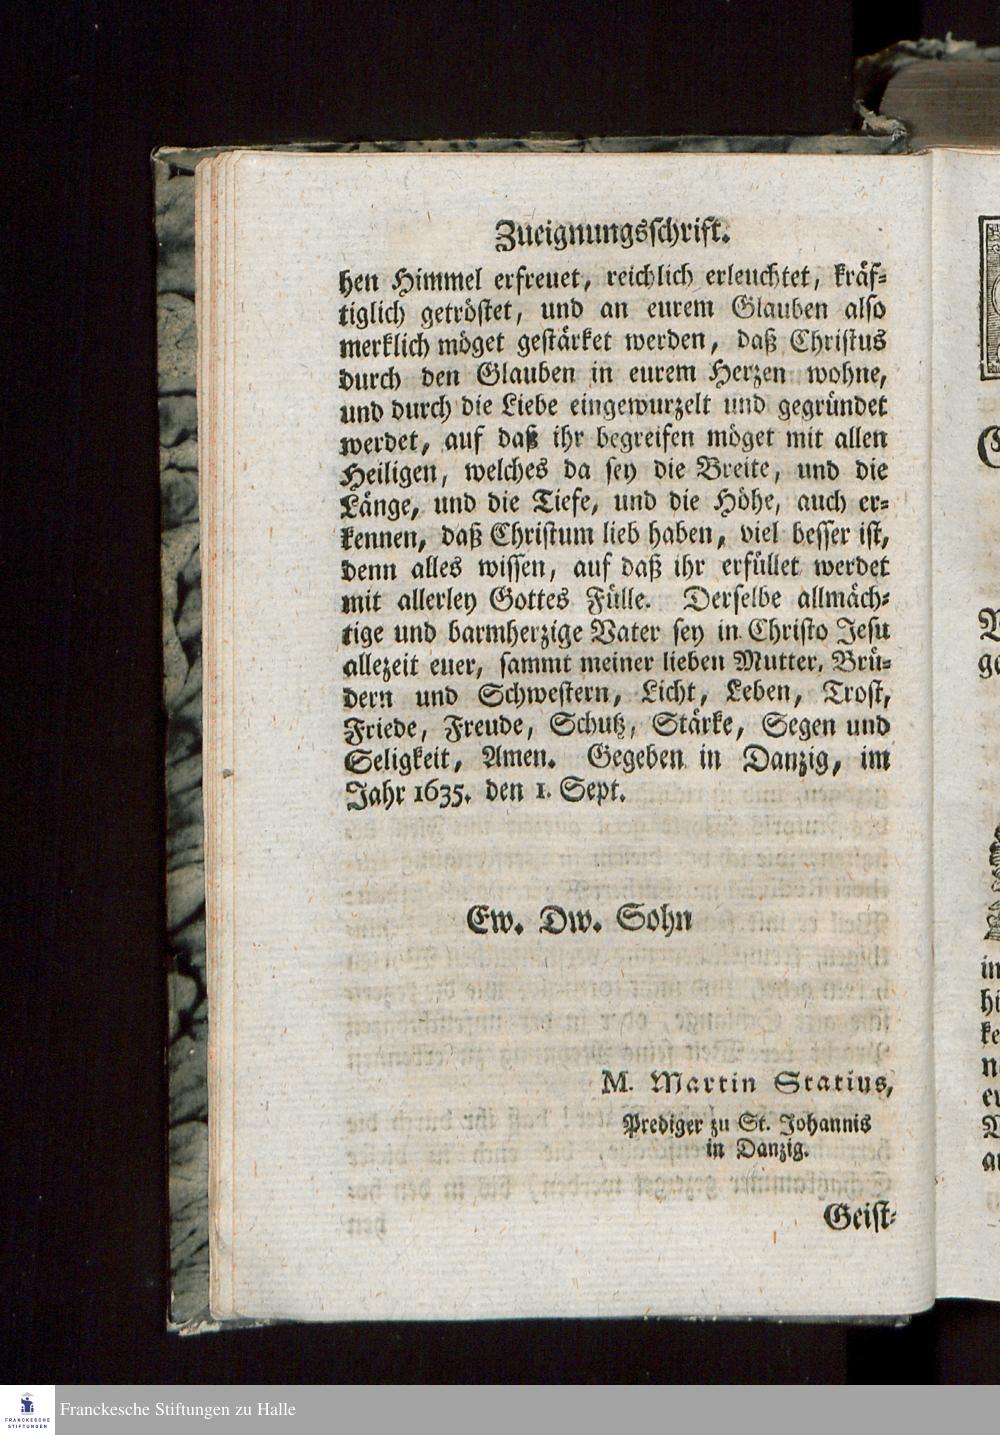 Zueignungsschrift.
hen Himmel erfreuet, reichlich erleuchtet, kräf-
tiglich getröstet, und an eurem Glauben also
merklich möget gestärket werden, daß Christus
durch den Glauben in eurem Herzen wohne,
und durch die Liebe eingewurzelt und gegründet
werdet, auf daß ihr begreifen möget mit allen
Heiligen, welches da sey die Breite, und die
Länge, und die Tiefe, und die Höhe, auch er-
kennen, daß Christum lieb haben, viel besser ist,
denn alles wissen, auf daß ihr erfüllet werdet
mit allerley Gottes Fülle. Derselbe allmäch-
tige und barmherzige Vater sey in Christo Jesu
allezeit euer, sammt meiner lieben Mutter, Brü-
dern und Schwestern, Licht, Leben, Trost,
Friede, Freude, Schutz, Stärke, Segen und
Seligkeit, Amen. Gegeben in Danzig, im
Jahr 1635. den 1. Sept.
Ew. Dw. Sohn
M. Martin Statius,
Prediger zu St. Johannis
in Danzig.
Geist-
FRANCKESCHE
STIFTUNGEN
Franckesche Stiftungen zu Halle